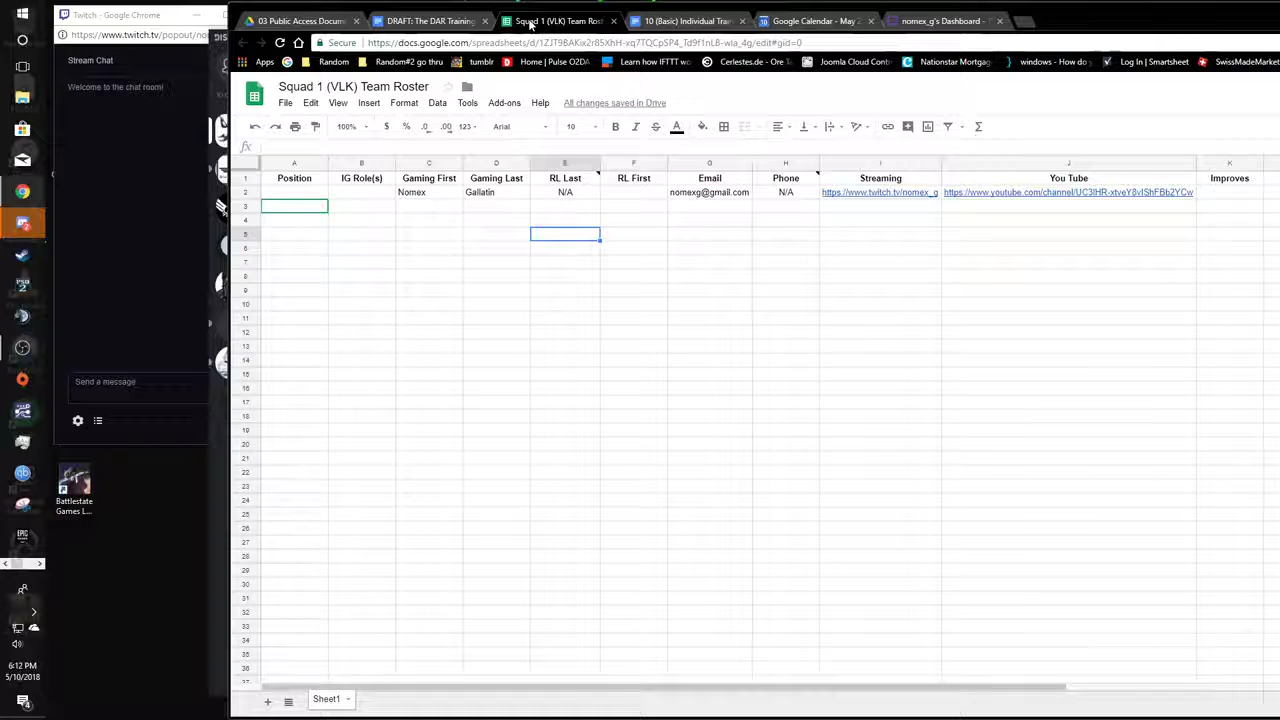 Twitch - Google Chrome
https://www.twitch.tv/popout/no
Stream Chat
Welcome to the chat room!
Send a message
Battlestate
Games L...
6:12 PM
5/10/2018
03 Public Access Docume
DRAFT: The DAR Training
Squad 1 (VLK) Team Rost
10 (Basic) Individual Train
Google Calendar - May 2
nomex_g's Dashboard -
Secure
https://docs.google.com/spreadsheets/d/1ZJT9BAKix2r85XhH-xq7TQCpSP4_Td9f1nLB-wIa_4g/edit#gid=0
Apps
Random
Random#2 go thru
tumblr
Home | Pulse O2DA
Learn how IFTTT wo
Cerlestes.de - Ore
Joomla Cloud Contro
Nationstar Mortgag
windows - How do
Log In | Smartsheet
SwissMadeMarket
Squad 1 (VLK) Team Roster
File Edit View Insert Format Data Tools Add-ons Help All changes saved in Drive
100% $ % .0 .00 123 Arial 10 B I S A
fx
A B C D E F G H I J K
1 Position IG Role(s) Gaming First Gaming Last RL Last RL First Email Phone Streaming You Tube Improves
2 Nomex Gallatin N/A nomexg@gmail.com N/A https://www.twitch.tv/nomex_g https://www.youtube.com/channel/UC3IHR-xtveY8vIShFBb2YCw
3
4
5
6
7
8
9
10
11
12
13
14
15
16
17
18
19
20
21
22
23
24
25
26
27
28
29
30
31
32
33
34
35
36
37
Sheet1